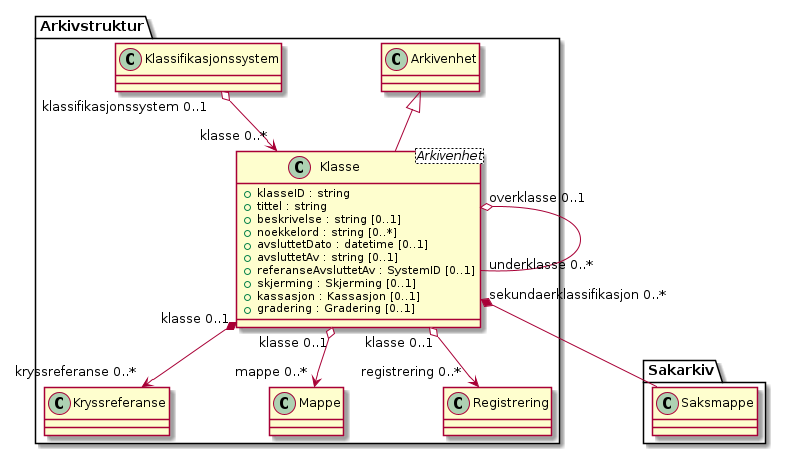 Arkivstruktur
C Klassifikasjonssystem
C Arkivenhet
klassifikasjonssystem 0..1
klasse 0..*
Arkivenhet
C Klasse
klasseID : string
tittel : string
beskrivelse : string [0..1]
noekkelord : string [0..*]
avsluttetDato : datetime [0..1]
avsluttetAv : string [0..1]
referanseAvsluttetAv : SystemID [0..1]
skjerming : Skjerming [0..1]
kassasjon : Kassasjon [0..1]
gradering : Gradering [0..1]
overklasse 0..1
underklasse 0..*
sekundaerklassifikasjon 0..*
klasse 0..1
klasse 0..1
klasse 0..1
kryssreferanse 0..*
mappe 0..*
registrering 0..*
Sakarkiv
C Kryssreferanse
C Mappe
C Registrering
C Saksmappe